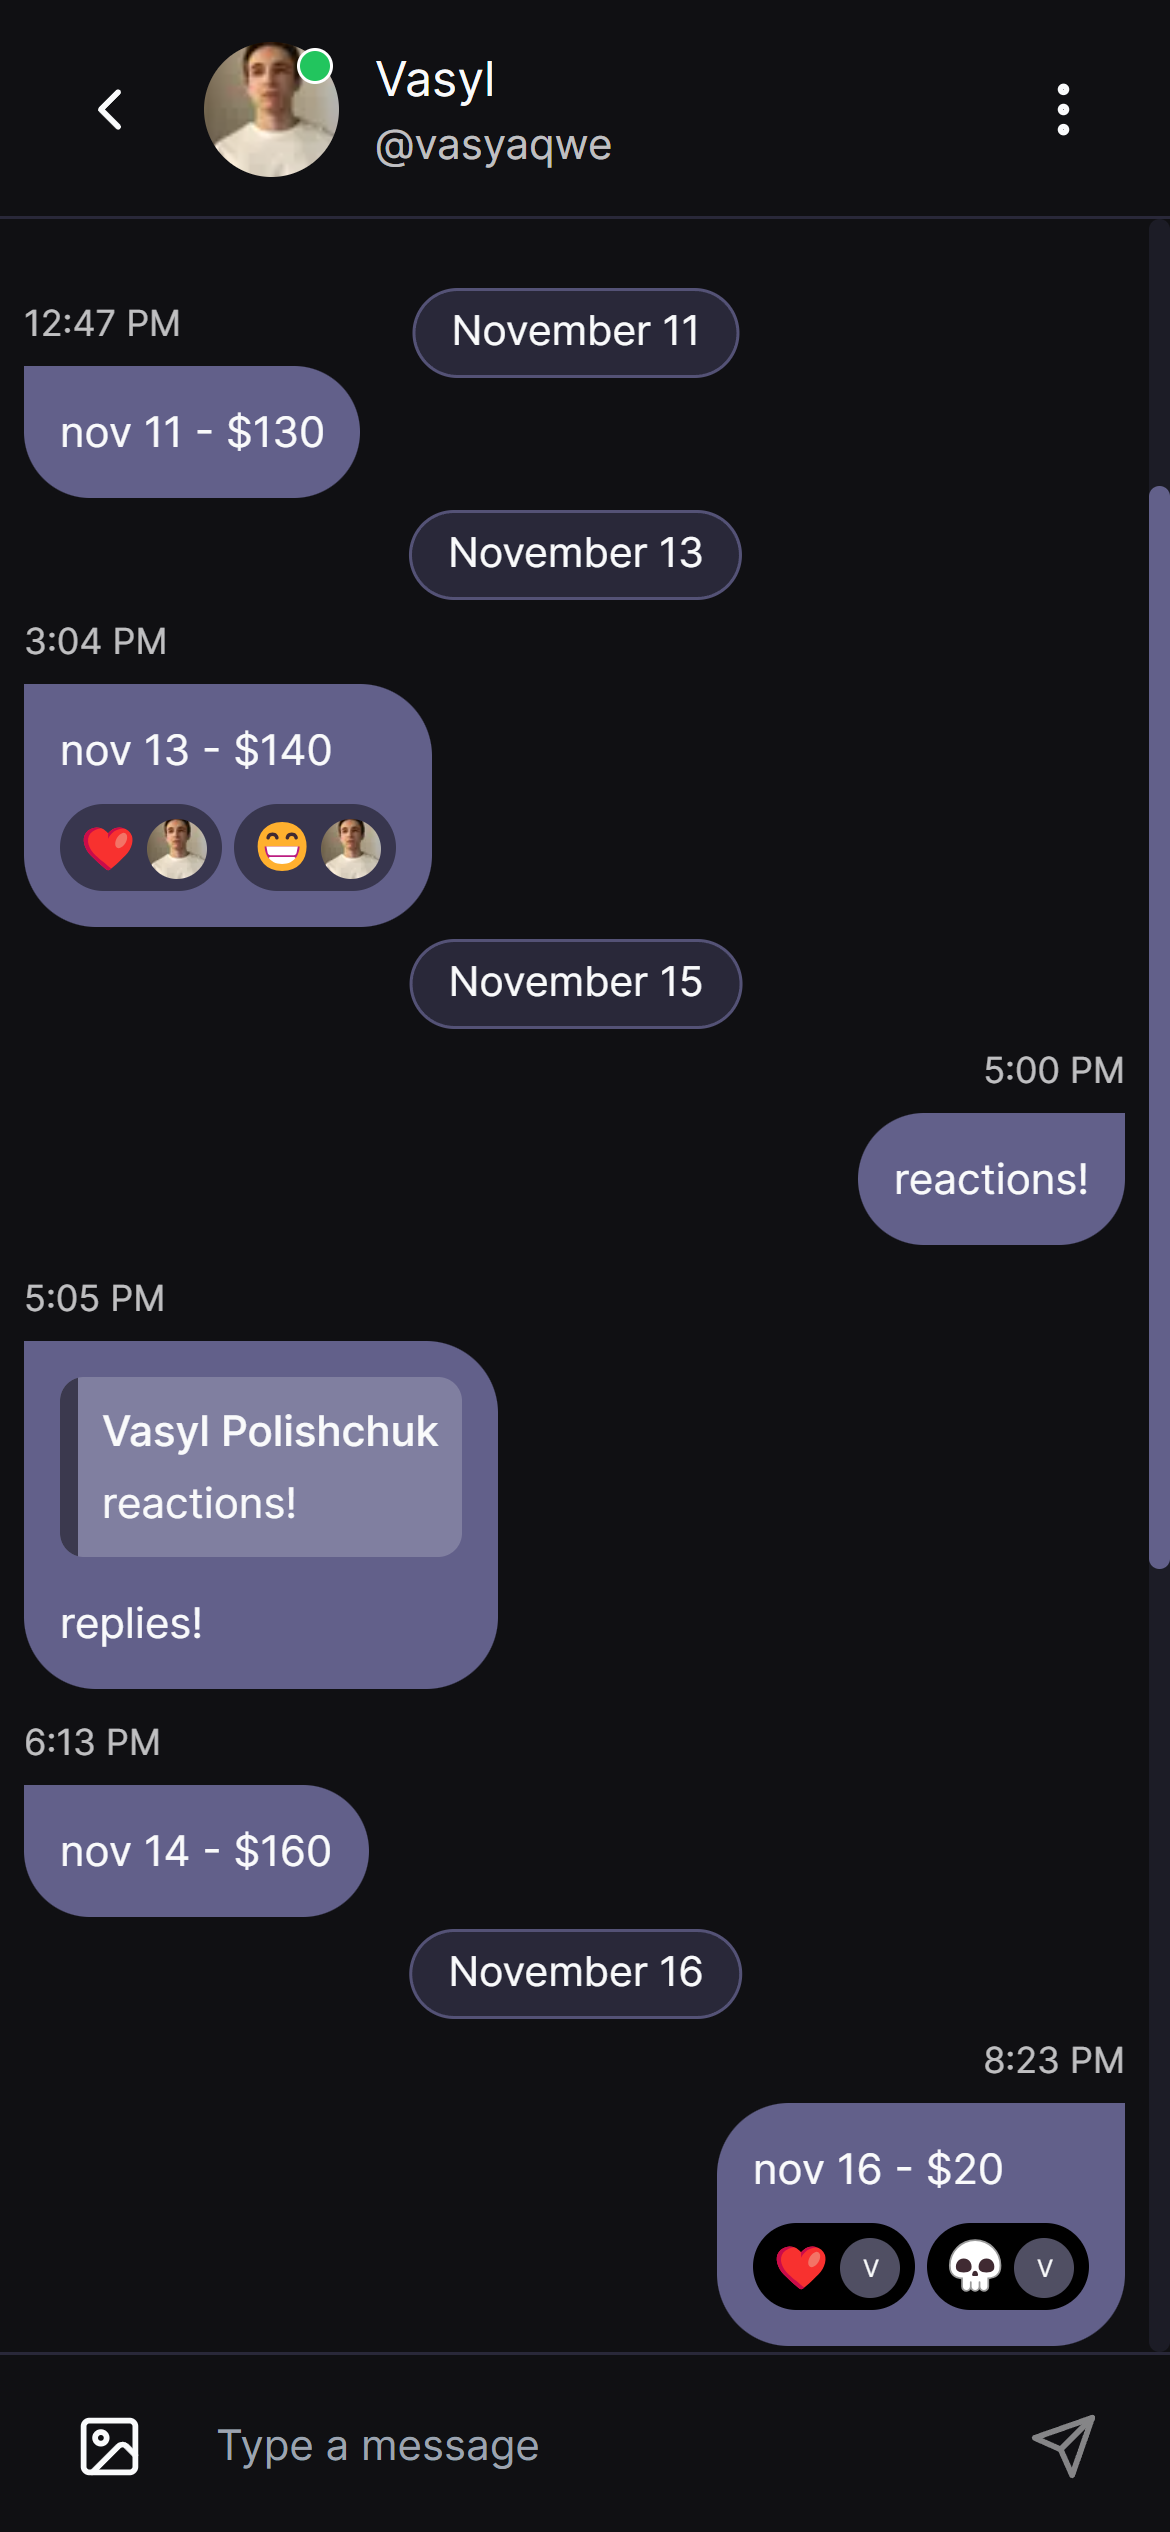 Vasyl
@vasyaqwe
12:47 PM
November 11
nov 11 - $130
November 13
3:04 PM
nov 13 - $140
November 15
5:00 PM
reactions!
5:05 PM
Vasyl Polishchuk
reactions!
replies!
6:13 PM
nov 14 - $160
November 16
8:23 PM
nov 16 - $20
V V
Type a message